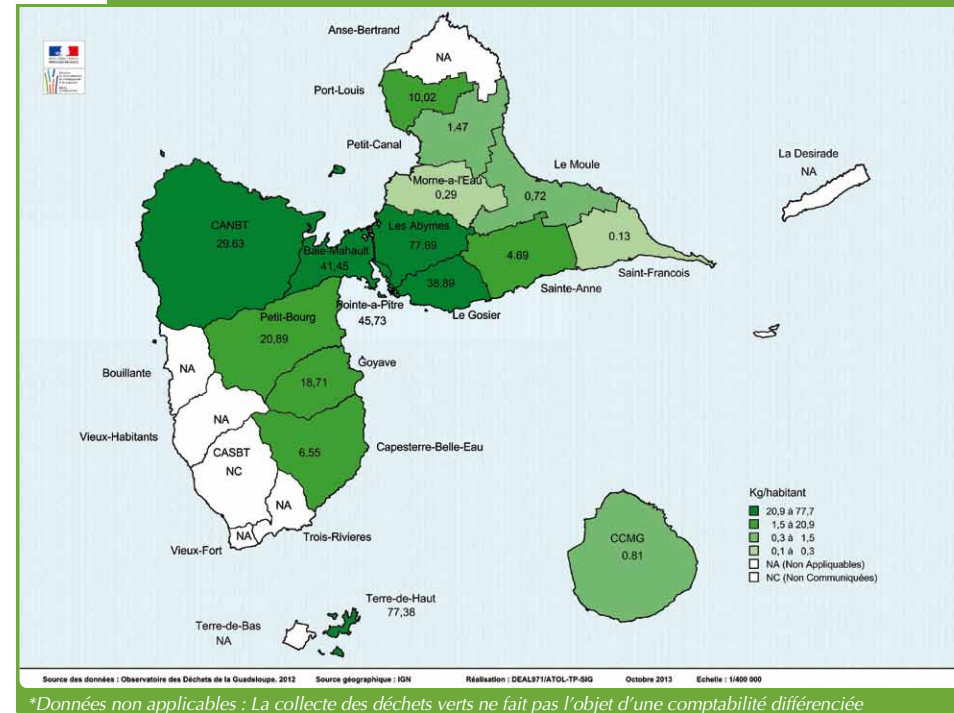 Anse-Bertrand
NA
Port-Louis
10,02
1.47
Petit-Canal
Le Moule
La Desirade
NA
Morne-a-l'Eau
0,29
0,72
CANBT
29.63
Les Abymes
77,69
Baie-Mahault
41,45
4.69
0.13
Saint-Francois
38,89
Sainte-Anne
Pointe-a-Pitre
45,73
Le Gosier
Petit-Bourg
20,89
Goyave
Bouillante
NA
18,71
NA
Vieux-Habitants
CASBT
NC
6,55
Capesterre-Belle-Eau
NA
Trois-Rivieres
NA
Vieux-Fort
CCMG
0.81
Kg/habitant
20,9 à 77,7
1,5 à 20,9
0,3 à 1,5
0,1 à 0,3
NA (Non Appliquables)
NC (Non Communiquées)
Terre-de-Haut
77,38
Terre-de-Bas
NA
Source des données : Observatoire des Déchets de la Guadeloupe. 2012 Source géographique : IGN Réalisation : DEAL971/ATOL-TP-SIG Octobre 2013 Echelle : 1/400 000
*Données non applicables : La collecte des déchets verts ne fait pas l'objet d'une comptabilité différenciée